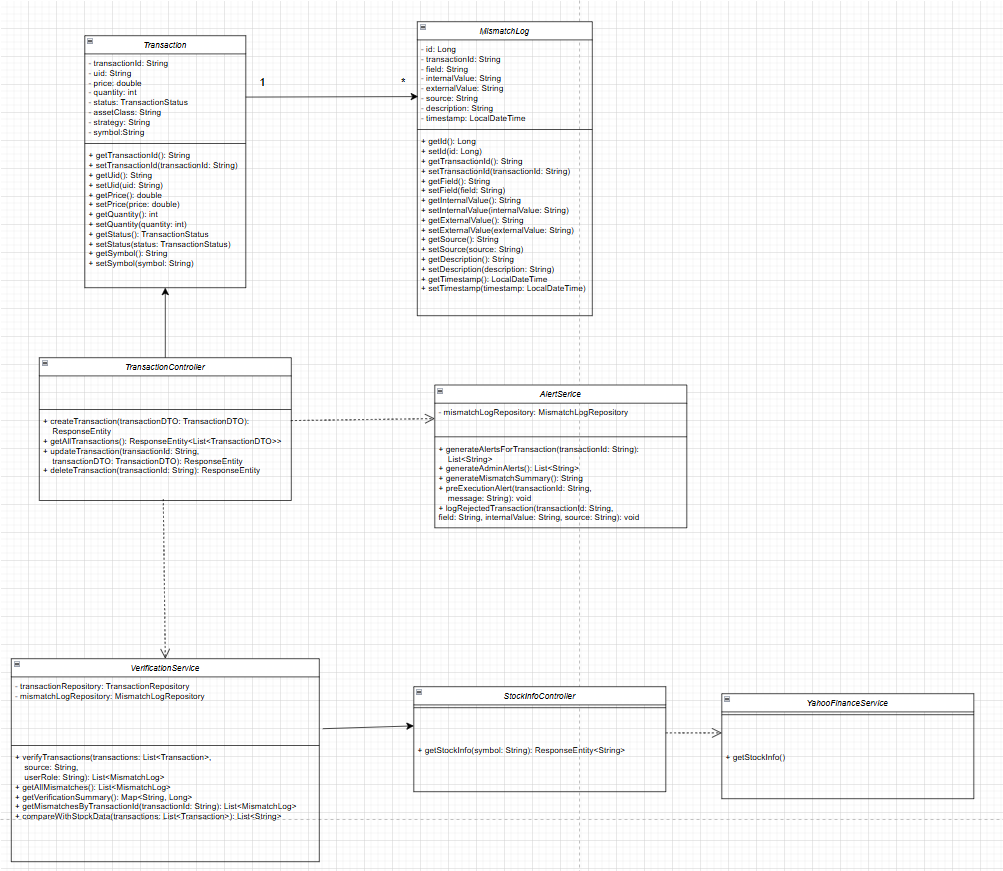 Transaction
- transactionId: String
- uid: String
- price: double
- quantity: int
- status: TransactionStatus
- assetClass: String
- strategy: String
- symbol:String
+ getTransactionId(): String
+ setTransactionId(transactionId: String)
+ getUid(): String
+ setUid(uid: String)
+ getPrice(): double
+ setPrice(price: double)
+ getQuantity(): int
+ setQuantity(quantity: int)
+ getStatus(): TransactionStatus
+ setStatus(status: TransactionStatus)
+ getSymbol(): String
+ setSymbol(symbol: String)
1
*
MismatchLog
- id: Long
- transactionId: String
- field: String
- internalValue: String
- externalValue: String
- source: String
- description: String
- timestamp: LocalDateTime
+ getId(): Long
+ setId(id: Long)
+ getTransactionId(): String
+ setTransactionId(transactionId: String)
+ getField(): String
+ setField(field: String)
+ getInternalValue(): String
+ setInternalValue(internalValue: String)
+ getExternalValue(): String
+ setExternalValue(externalValue: String)
+ getSource(): String
+ setSource(source: String)
+ getDescription(): String
+ setDescription(description: String)
+ getTimestamp(): LocalDateTime
+ setTimestamp(timestamp: LocalDateTime)
TransactionController
+ createTransaction(transactionDTO: TransactionDTO):
ResponseEntity
+ getAllTransactions(): ResponseEntity<List<TransactionDTO>>
+ updateTransaction(transactionId: String,
transactionDTO: TransactionDTO): ResponseEntity
+ deleteTransaction(transactionId: String): ResponseEntity
AlertSerice
- mismatchLogRepository: MismatchLogRepository
+ generateAlertsForTransaction(transactionId: String):
List<String>
+ generateAdminAlerts(): List<String>
+ generateMismatchSummary(): String
+ preExecutionAlert(transactionId: String,
message: String): void
+ logRejectedTransaction(transactionId: String,
field: String, internalValue: String, source: String): void
VerificationService
- transactionRepository: TransactionRepository
- mismatchLogRepository: MismatchLogRepository
+ verifyTransactions(transactions: List<Transaction>,
source: String,
userRole: String): List<MismatchLog>
+ getAllMismatches(): List<MismatchLog>
+ getVerificationSummary(): Map<String, Long>
+ getMismatchesByTransactionId(transactionId: String): List<MismatchLog>
+ compareWithStockData(transactions: List<Transaction>): List<String>
StockInfoController
+ getStockInfo(symbol: String): ResponseEntity<String>
YahooFinanceService
+ getStockInfo()